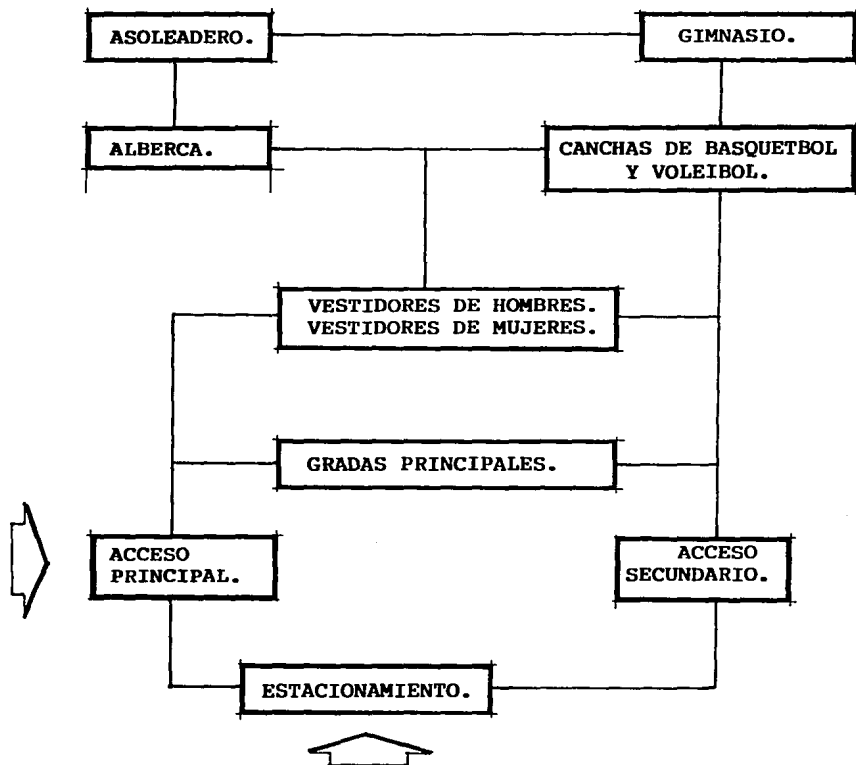 ASOLEADERO.
GIMNASIO.
ALBERCA.
CANCHAS DE BASQUETBOL
Y VOLEIBOL.
VESTIDORES DE HOMBRES.
VESTIDORES DE MUJERES.
GRADAS PRINCIPALES.
ACCESO
PRINCIPAL.
ACCESO
SECUNDARIO.
ESTACIONAMIENTO.